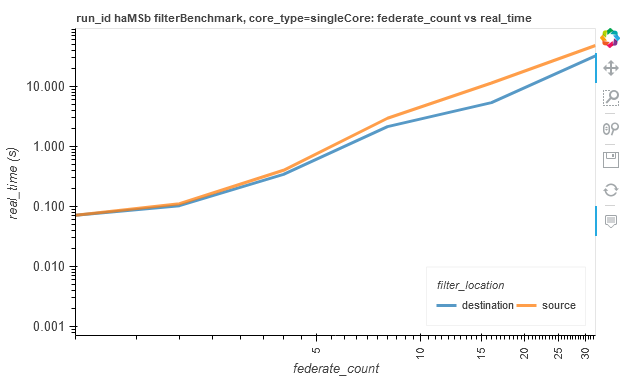 run_id haMSb filterBenchmark, core_type=singleCore: federate_count vs real_time
real_time (s)
10.000
1.000
0.100
0.010
0.001
filter_location
destination source
5 10 15 20 25 30
federate_count